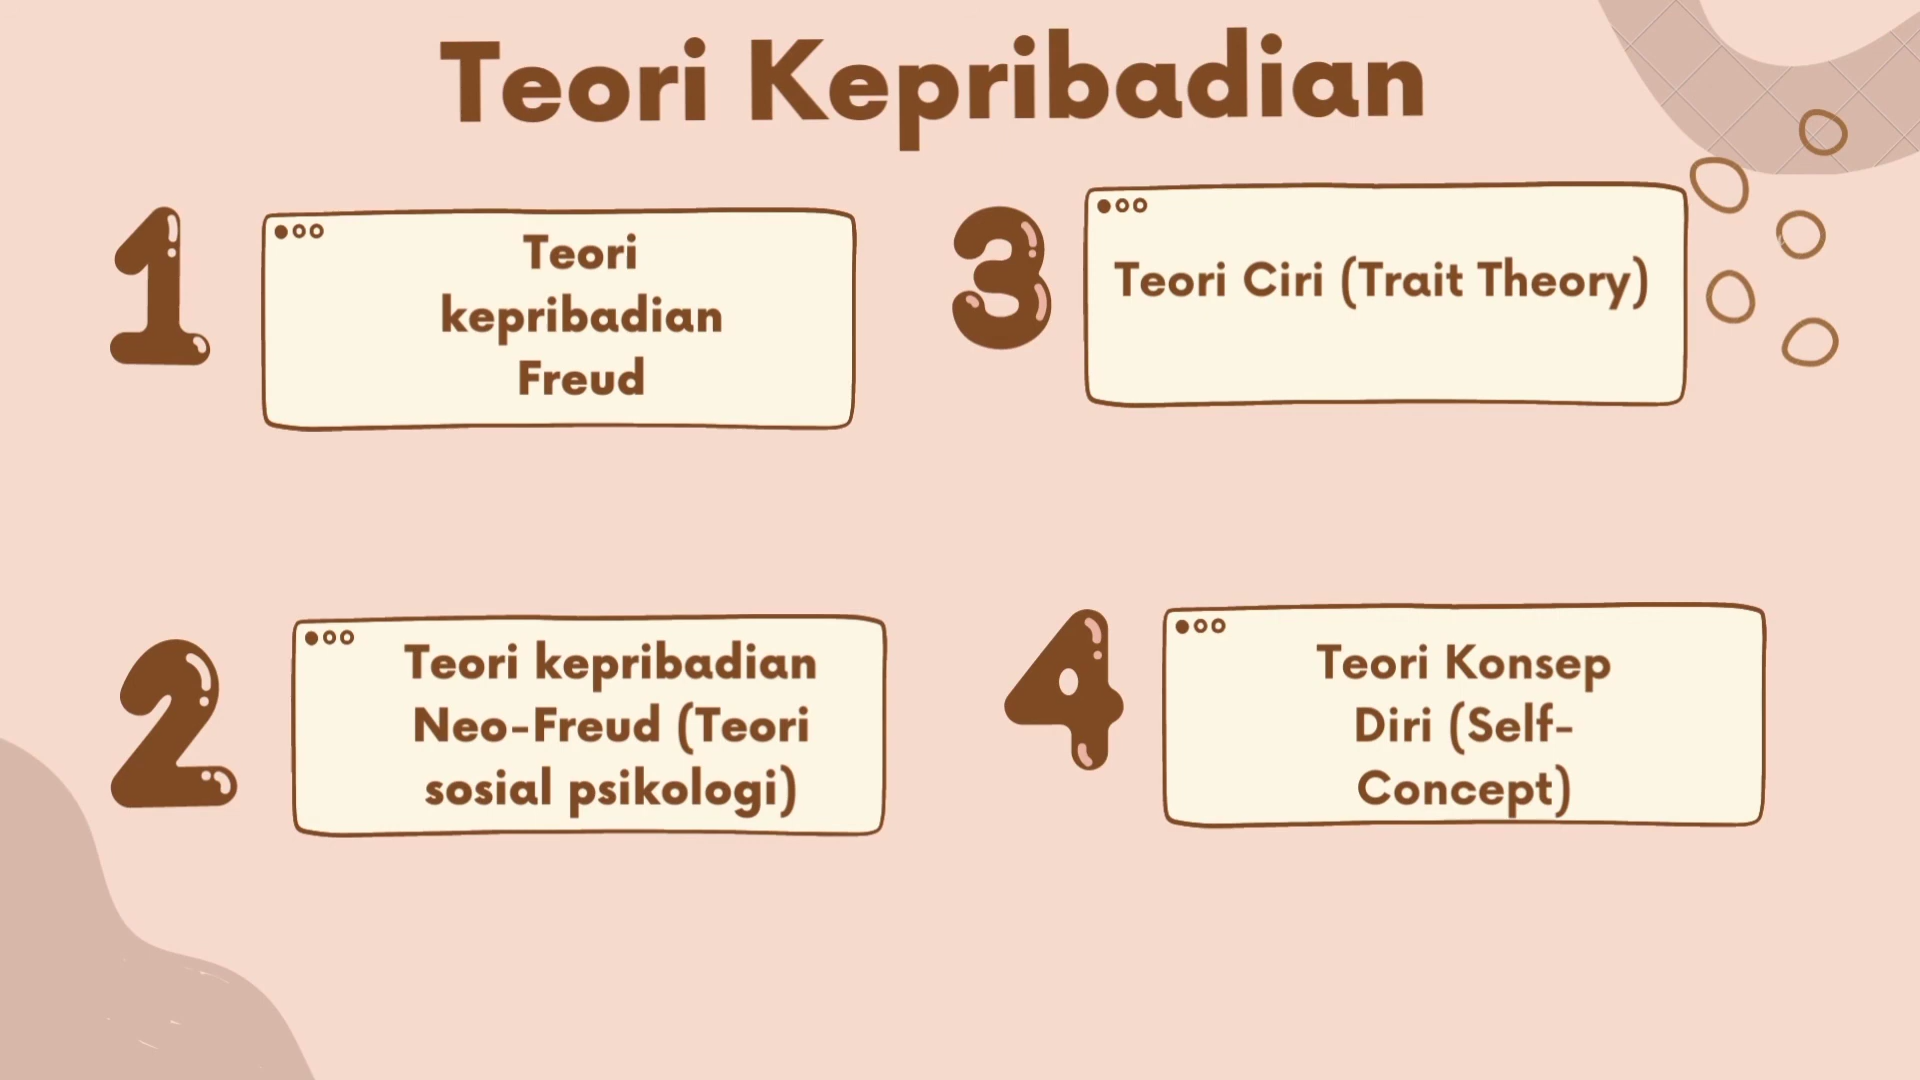 Teori Kepribadian
1
Teori
kepribadian
Freud
2
Teori kepribadian
Neo-Freud (Teori
sosial psikologi)
3
Teori Ciri (Trait Theory)
4
Teori Konsep
Diri (Self-
Concept)